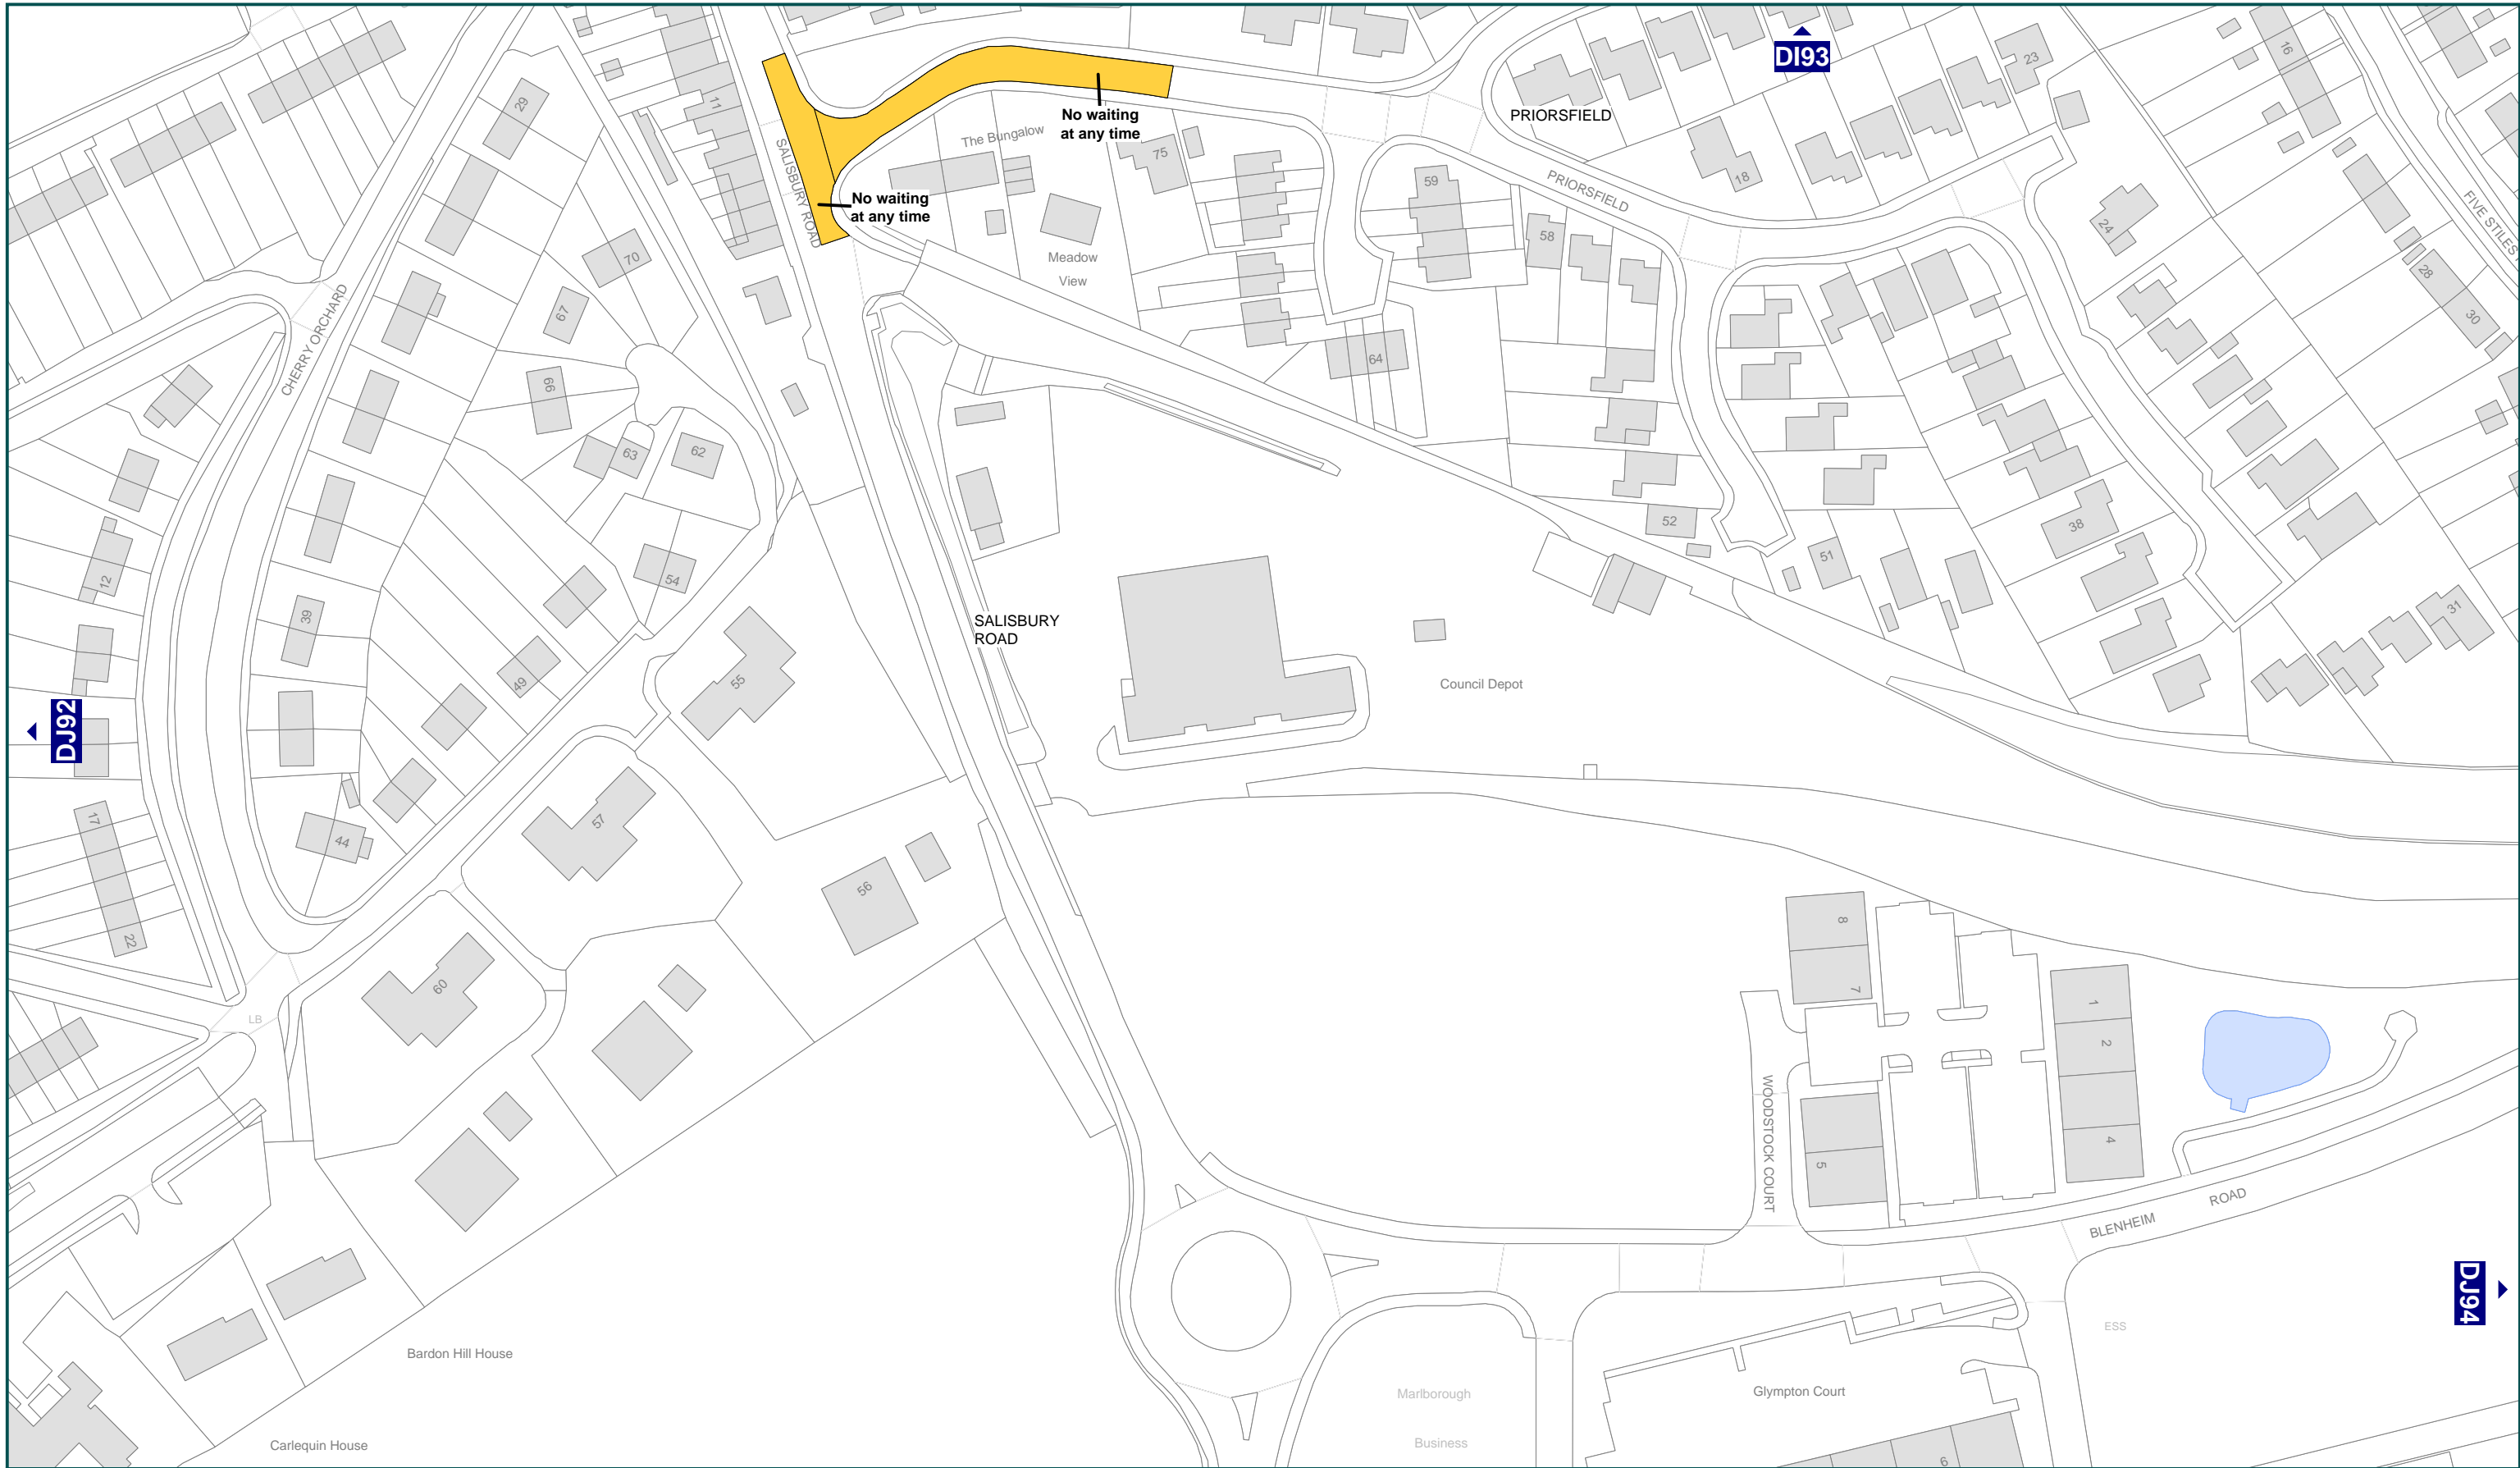 DI93
16
23
29
11
PRIORSFIELD
No waiting
at any time
The Bungalow
75
59
PRIORSFIELD
18
SALISBURY ROAD
No waiting
at any time
24
FIVE STILES
58
70
Meadow
View
28
67
30
CHERRY ORCHARD
64
66
63
62
52
38
51
12
54
39
SALISBURY
ROAD
31
55
49
Council Depot
DJ92
17
57
44
56
22
8
60
7
1
LB
2
WOODSTOCK COURT
4
5
ROAD
BLENHEIM
DJ94
ESS
Bardon Hill House
Marlborough
Glympton Court
Business
Carlequin House
6